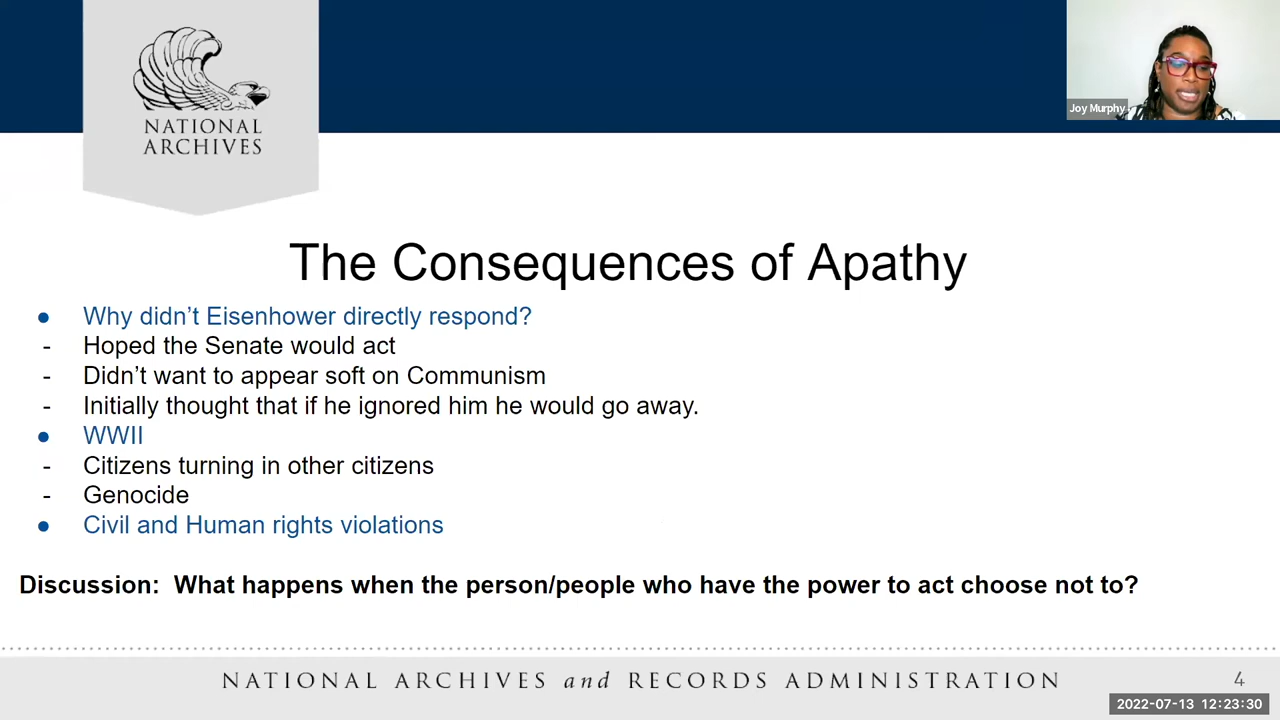 NATIONAL
ARCHIVES
Joy Murphy
The Consequences of Apathy
● Why didn’t Eisenhower directly respond?
- Hoped the Senate would act
- Didn’t want to appear soft on Communism
- Initially thought that if he ignored him he would go away.
● WWII
- Citizens turning in other citizens
- Genocide
● Civil and Human rights violations
Discussion: What happens when the person/people who have the power to act choose not to?
NATIONAL ARCHIVES and RECORDS ADMINISTRATION
4
2022-07-13 12:23:30